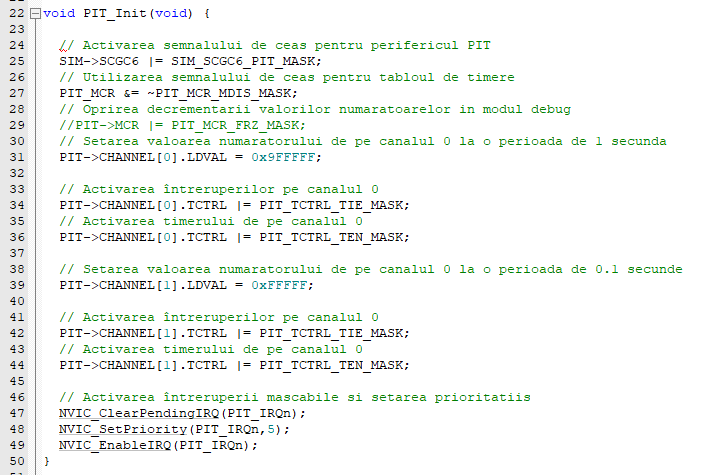 22 void PIT_Init(void) {
23
24 // Activarea semnalului de ceas pentru perifericul PIT
25 SIM->SCGC6 |= SIM_SCGC6_PIT_MASK;
26 // Utilizarea semnalului de ceas pentru tabloul de timere
27 PIT_MCR &= ~PIT_MCR_MDIS_MASK;
28 // Oprirea decrementarii valorilor numaratoarelor in modul debug
29 //PIT->MCR |= PIT_MCR_FRZ_MASK;
30 // Setarea valoarea numaratorului de pe canalul 0 la o perioada de 1 secunda
31 PIT->CHANNEL[0].LDVAL = 0x9FFFFF;
32
33 // Activarea întreruperilor pe canalul 0
34 PIT->CHANNEL[0].TCTRL |= PIT_TCTRL_TIE_MASK;
35 // Activarea timerului de pe canalul 0
36 PIT->CHANNEL[0].TCTRL |= PIT_TCTRL_TEN_MASK;
37
38 // Setarea valoarea numaratorului de pe canalul 0 la o perioada de 0.1 secunde
39 PIT->CHANNEL[1].LDVAL = 0xFFFFF;
40
41 // Activarea întreruperilor pe canalul 0
42 PIT->CHANNEL[1].TCTRL |= PIT_TCTRL_TIE_MASK;
43 // Activarea timerului de pe canalul 0
44 PIT->CHANNEL[1].TCTRL |= PIT_TCTRL_TEN_MASK;
45
46 // Activarea întreruperii mascabile si setarea prioritatiis
47 NVIC_ClearPendingIRQ(PIT_IRQn);
48 NVIC_SetPriority(PIT_IRQn,5);
49 NVIC_EnableIRQ(PIT_IRQn);
50 }